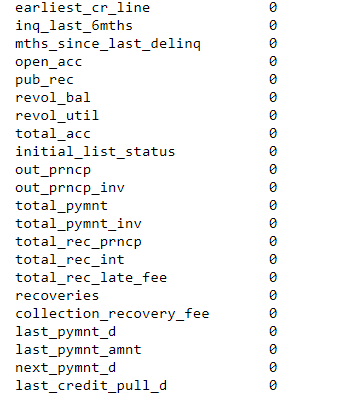 earliest_cr_line 0
inq_last_6mths 0
mths_since_last_delinq 0
open_acc 0
pub_rec 0
revol_bal 0
revol_util 0
total_acc 0
initial_list_status 0
out_prncp 0
out_prncp_inv 0
total_pymnt 0
total_pymnt_inv 0
total_rec_prncp 0
total_rec_int 0
total_rec_late_fee 0
recoveries 0
collection_recovery_fee 0
last_pymnt_d 0
last_pymnt_amnt 0
next_pymnt_d 0
last_credit_pull_d 0